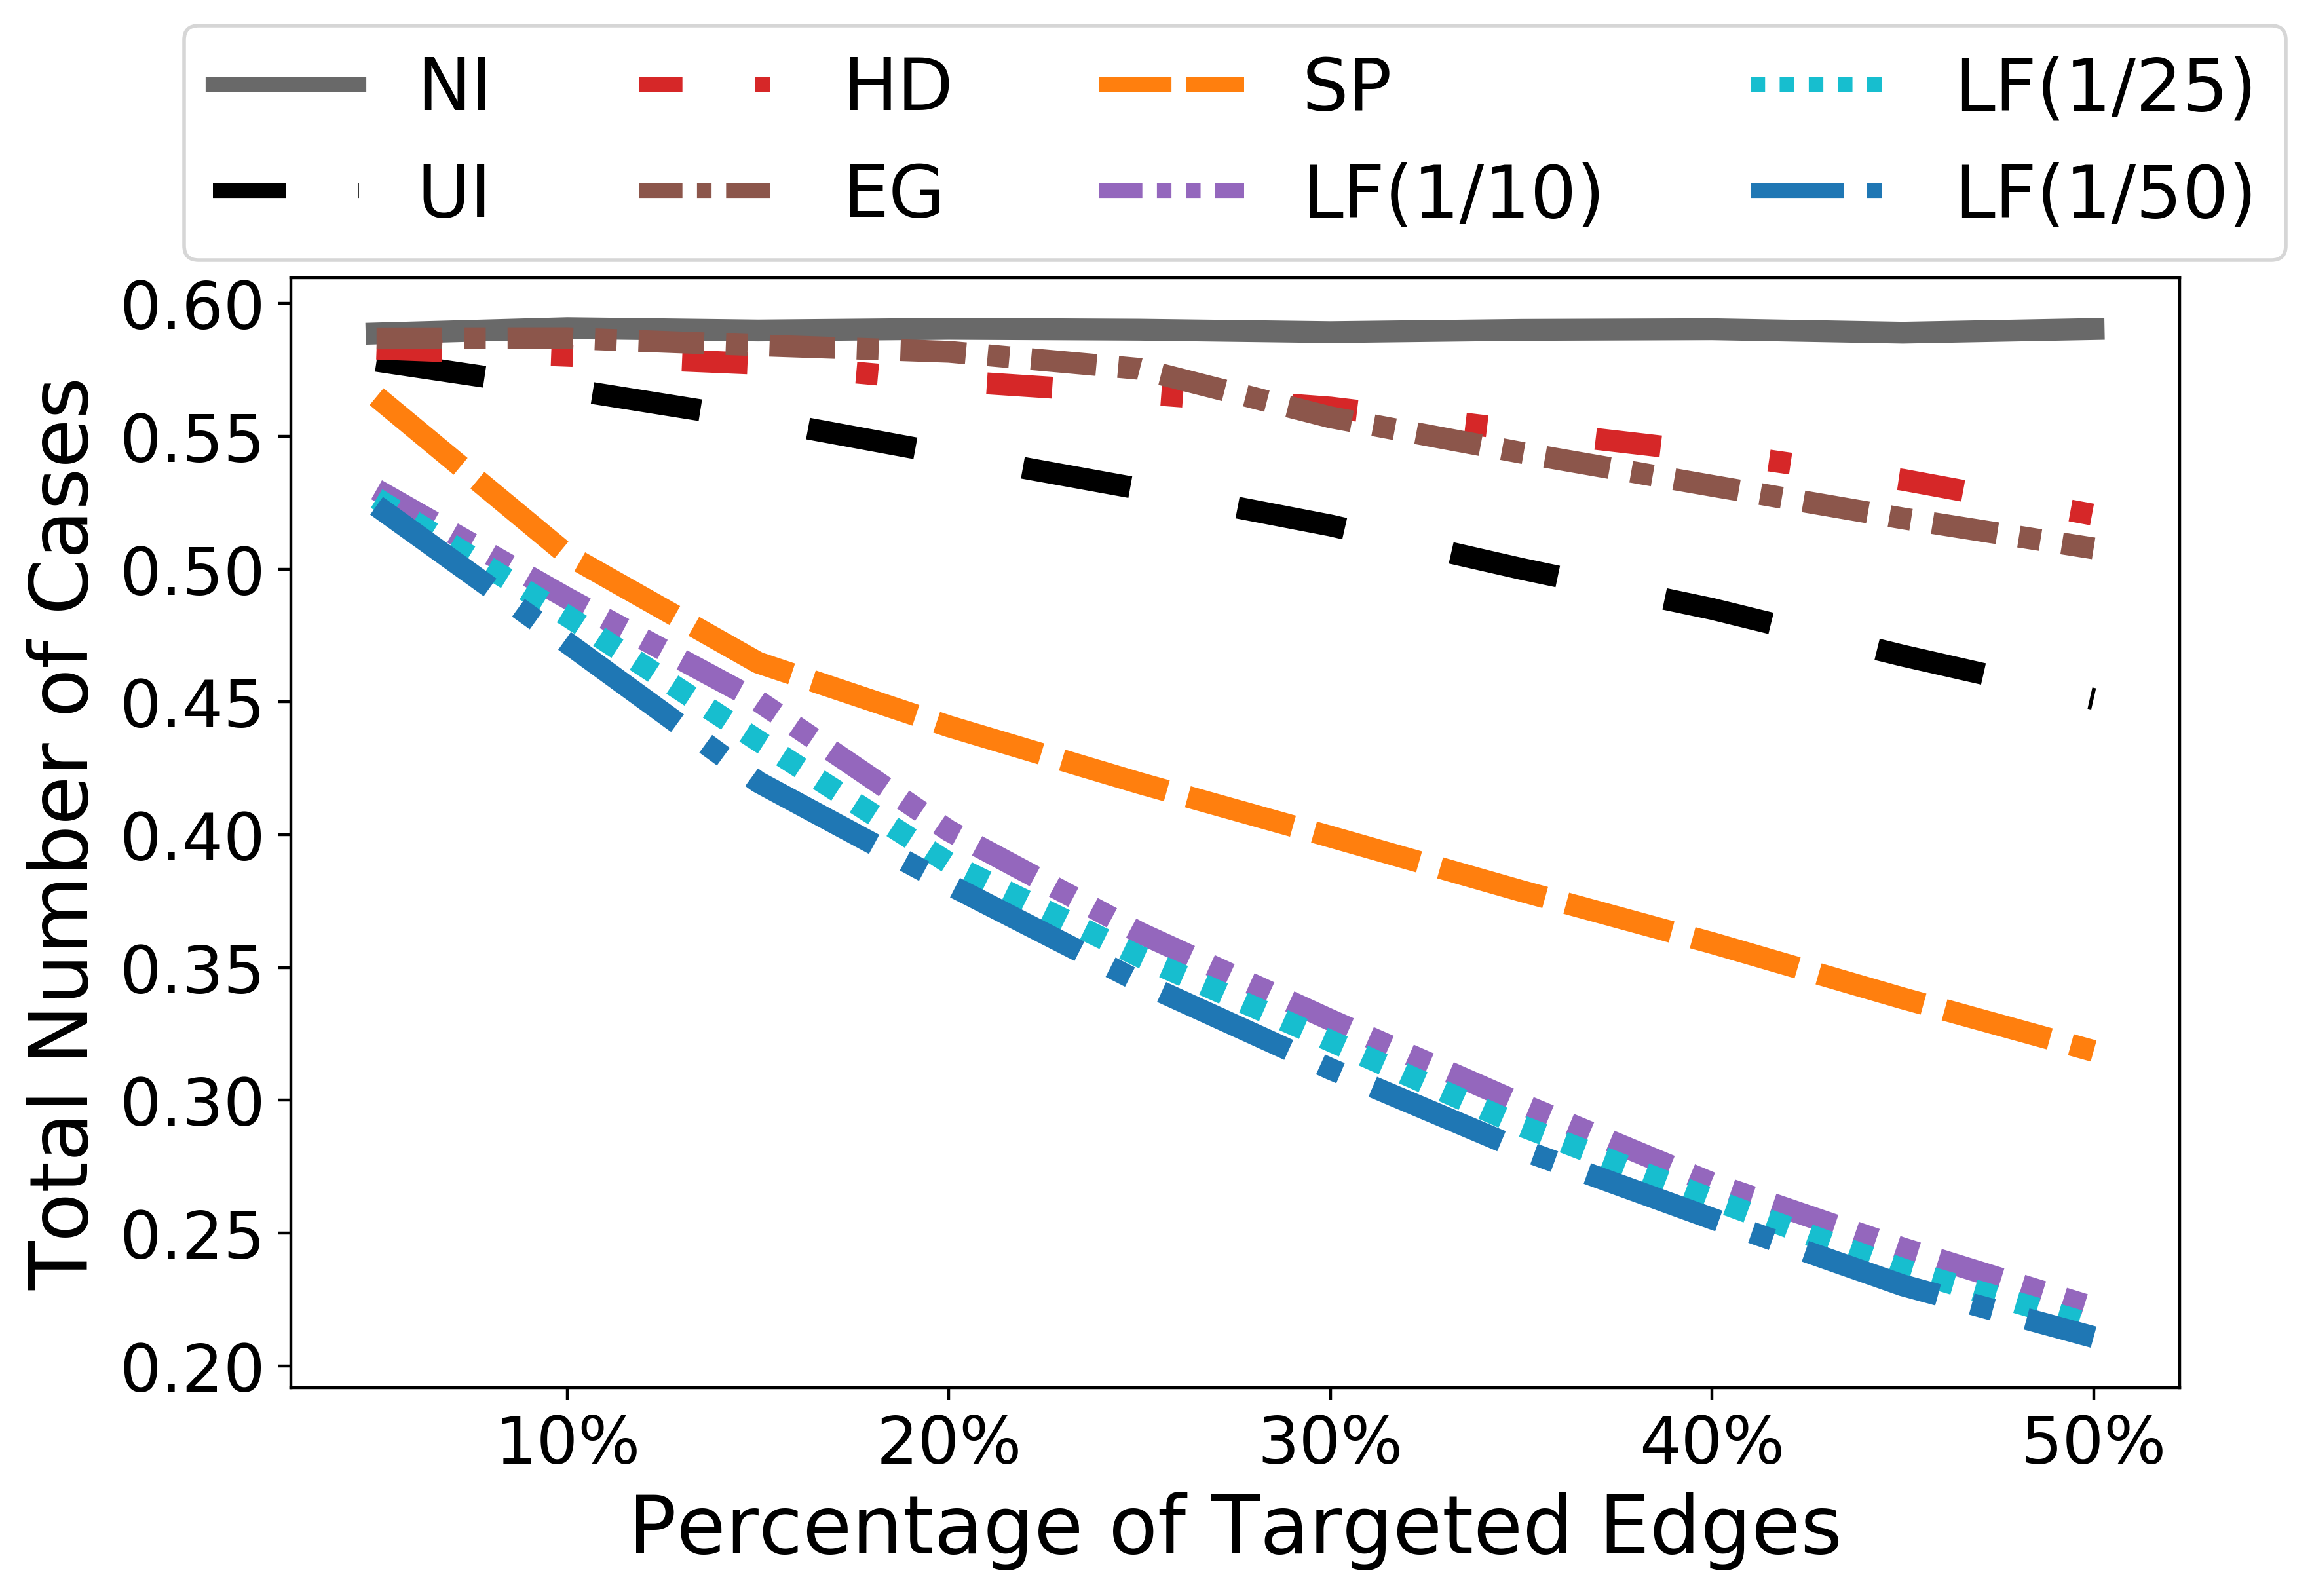 NI HD SP LF(1/25)
UI EG LF(1/10) LF(1/50)
Total Number of Cases
0.60
0.55
0.50
0.45
0.40
0.35
0.30
0.25
0.20
10% 20% 30% 40% 50%
Percentage of Targeted Edges